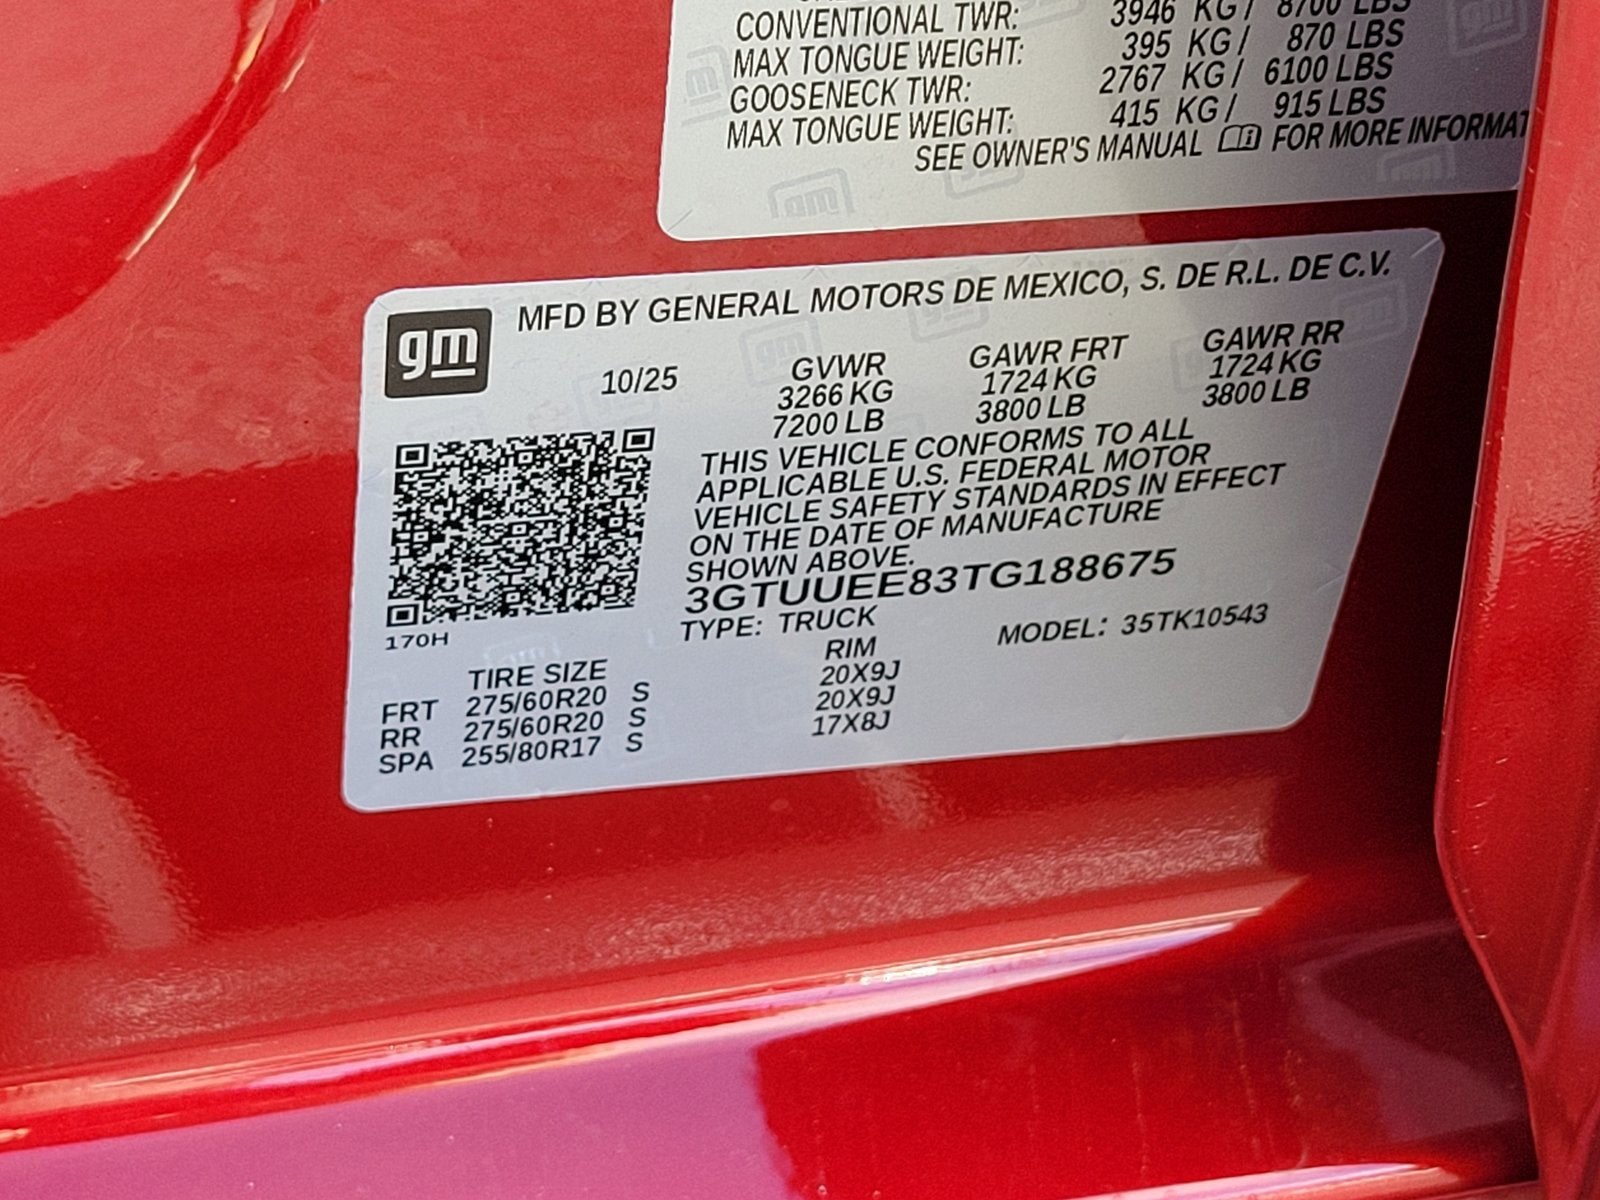 CONVENTIONAL TWR: 3946 KG / 8700 LBS
MAX TONGUE WEIGHT: 395 KG / 870 LBS
GOOSENECK TWR: 2767 KG / 6100 LBS
MAX TONGUE WEIGHT: 415 KG / 915 LBS
SEE OWNER'S MANUAL FOR MORE INFORMAT
gm
MFD BY GENERAL MOTORS DE MEXICO, S. DE R.L. DE C.V.
10/25 GVWR GAWR FRT GAWR RR
3266 KG 1724 KG 1724 KG
7200 LB 3800 LB 3800 LB
THIS VEHICLE CONFORMS TO ALL
APPLICABLE U.S. FEDERAL MOTOR
VEHICLE SAFETY STANDARDS IN EFFECT
ON THE DATE OF MANUFACTURE
SHOWN ABOVE.
3GTUUEE83TG188675
170H
TYPE: TRUCK MODEL: 35TK10543
TIRE SIZE RIM
FRT 275/60R20 S 20X9J
RR 275/60R20 S 20X9J
SPA 255/80R17 S 17X8J